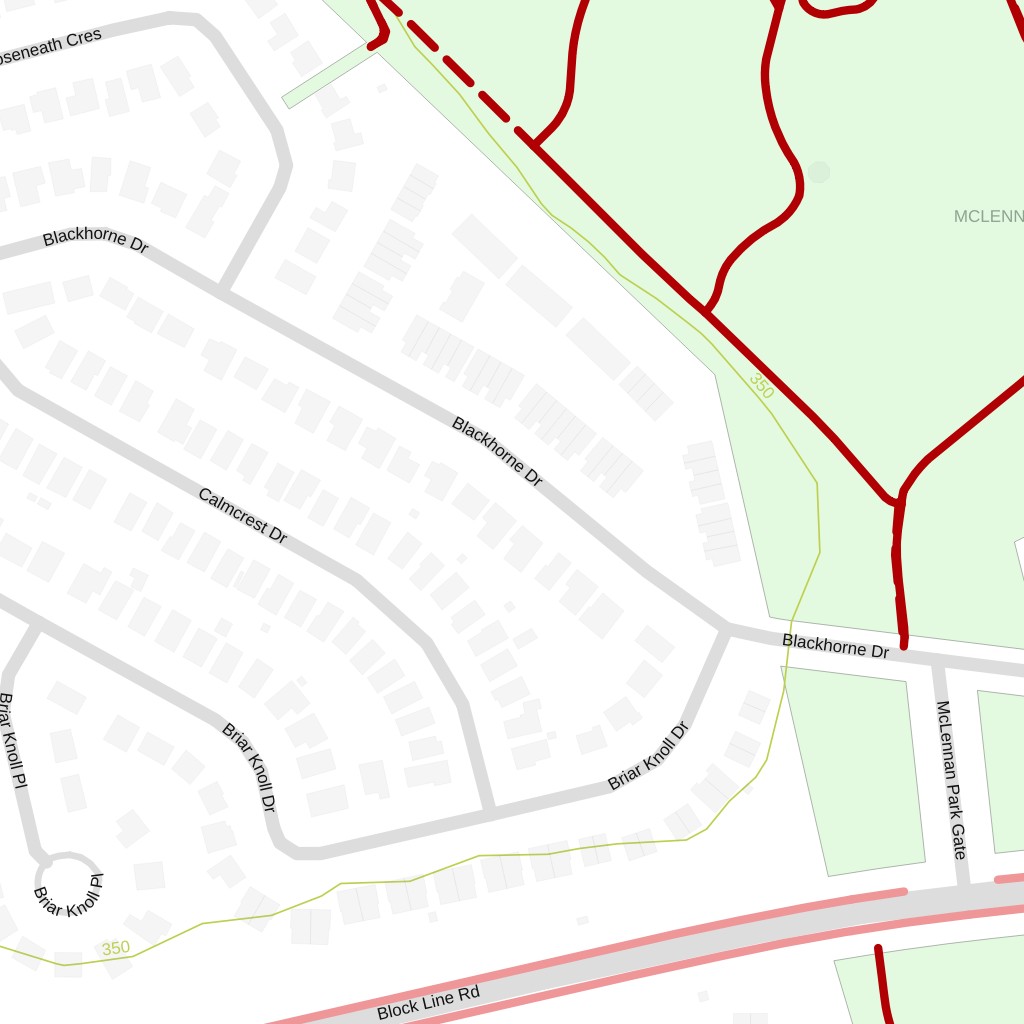 oseneath Cres
Blackhorne Dr
MCLENN
350
Blackhorne Dr
Calmcrest Dr
Blackhorne Dr
Briar Knoll Pl
McLennan Park Gate
Briar Knoll Dr
Briar Knoll Dr
Briar Knoll Pl
350
Block Line Rd